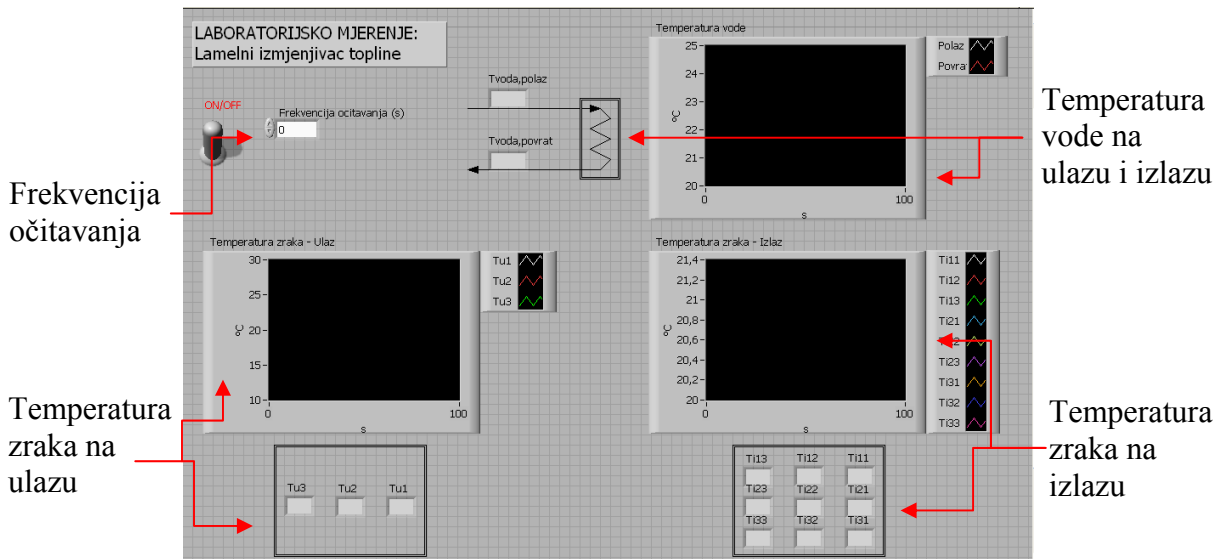 LABORATORIJSKO MJERENJE:
Lamelni izmjenjivac topline
ON/OFF
Frekvencija ocitavanja (s)
0
Tvoda,polaz
Tvoda,povrat
Temperatura vode
25
24
23
22
21
20
°C
0
100
s
Polaz
Povrat
Temperatura
vode na
ulazu i izlazu
Frekvencija
očitavanja
Temperatura zraka - Ulaz
30
25
20
15
10
°C
0
100
s
Tu1
Tu2
Tu3
Temperatura zraka - Izlaz
21,4
21,2
21
20,8
20,6
20,4
20,2
20
°C
0
100
s
Ti11
Ti12
Ti13
Ti21
Ti23
Ti31
Ti32
Ti33
Temperatura
zraka na
ulazu
Tu3 Tu2 Tu1
Ti13 Ti12 Ti11
Ti23 Ti22 Ti21
Ti33 Ti32 Ti31
Temperatura
zraka na
izlazu